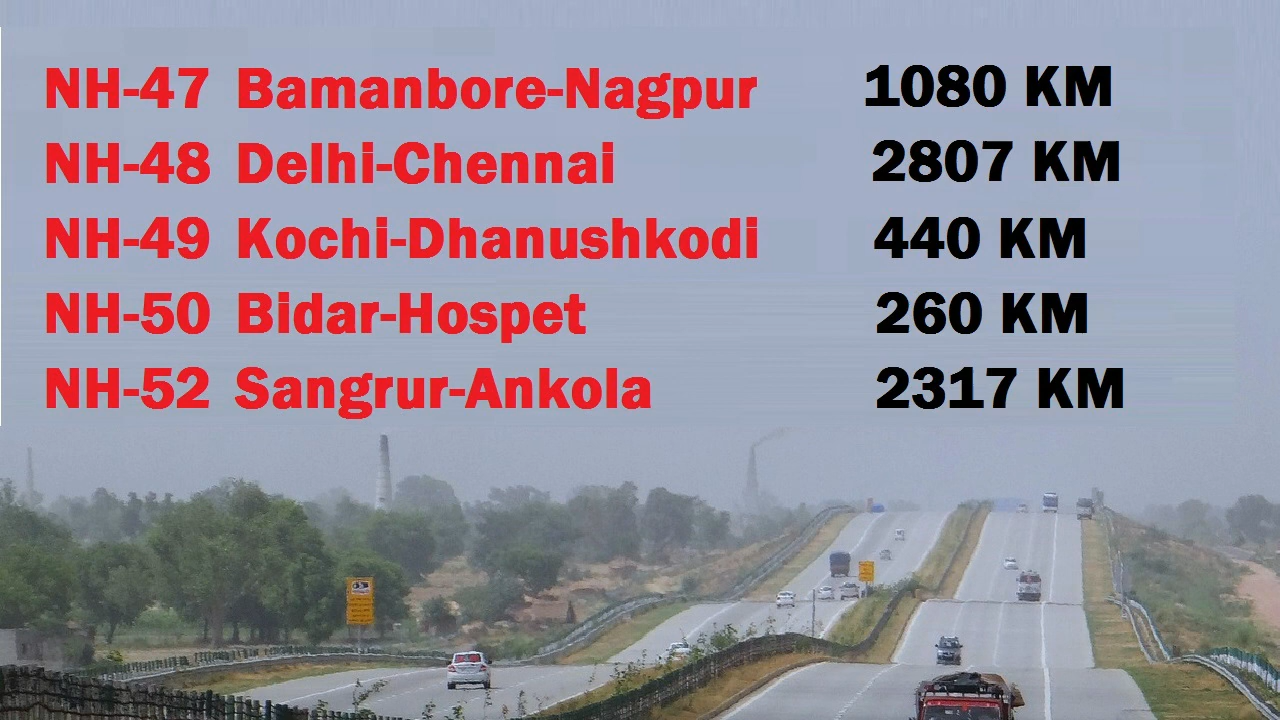 NH-47 Bamanbore-Nagpur 1080 KM
NH-48 Delhi-Chennai 2807 KM
NH-49 Kochi-Dhanushkodi 440 KM
NH-50 Bidar-Hospet 260 KM
NH-52 Sangrur-Ankola 2317 KM